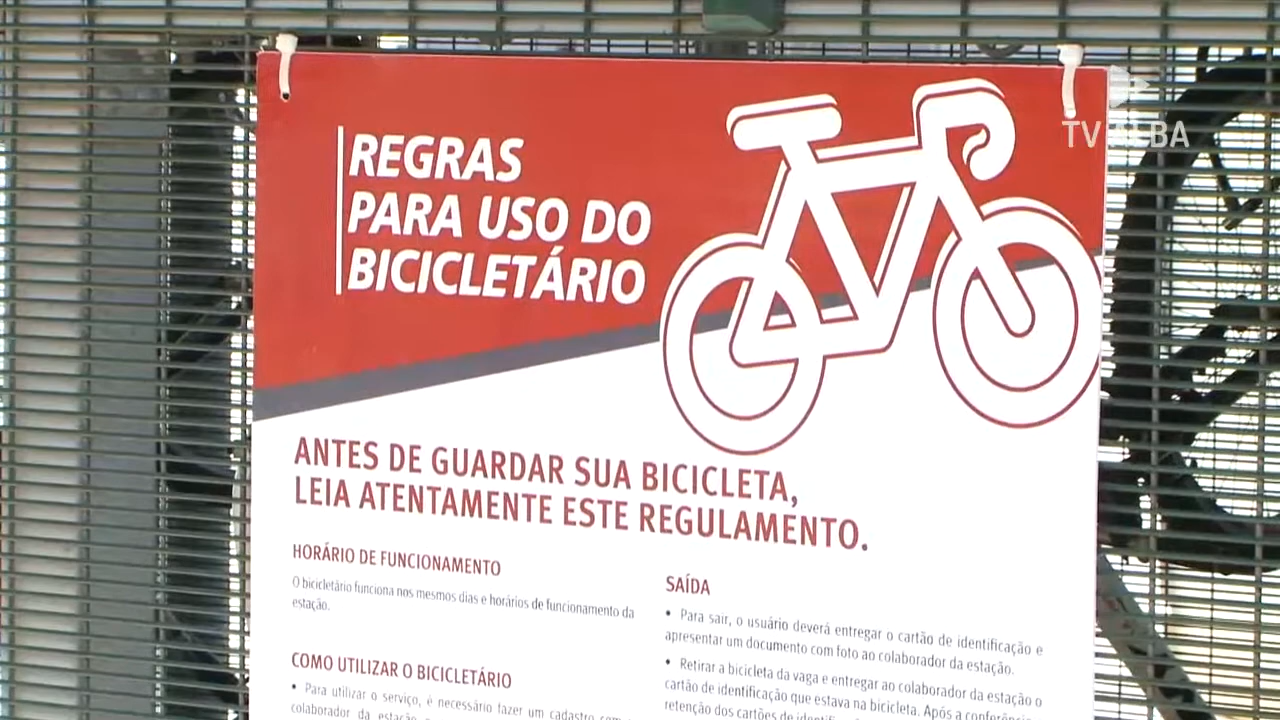 TV ALBA
REGRAS
PARA USO DO
BICICLETÁRIO
ANTES DE GUARDAR SUA BICICLETA,
LEIA ATENTAMENTE ESTE REGULAMENTO.
HORÁRIO DE FUNCIONAMENTO
O bicicletário funciona nos mesmos dias e horários de funcionamento da
estação.
COMO UTILIZAR O BICICLETÁRIO
• Para utilizar o serviço, é necessário fazer um cadastro com
colaborador da estação
SAÍDA
• Para sair, o usuário deverá entregar o cartão de identificação e
apresentar um documento com foto ao colaborador da estação.
• Retirar a bicicleta da vaga e entregar ao colaborador da estação o
cartão de identificação que estava na bicicleta. Após a conferência
retenção dos cartões de